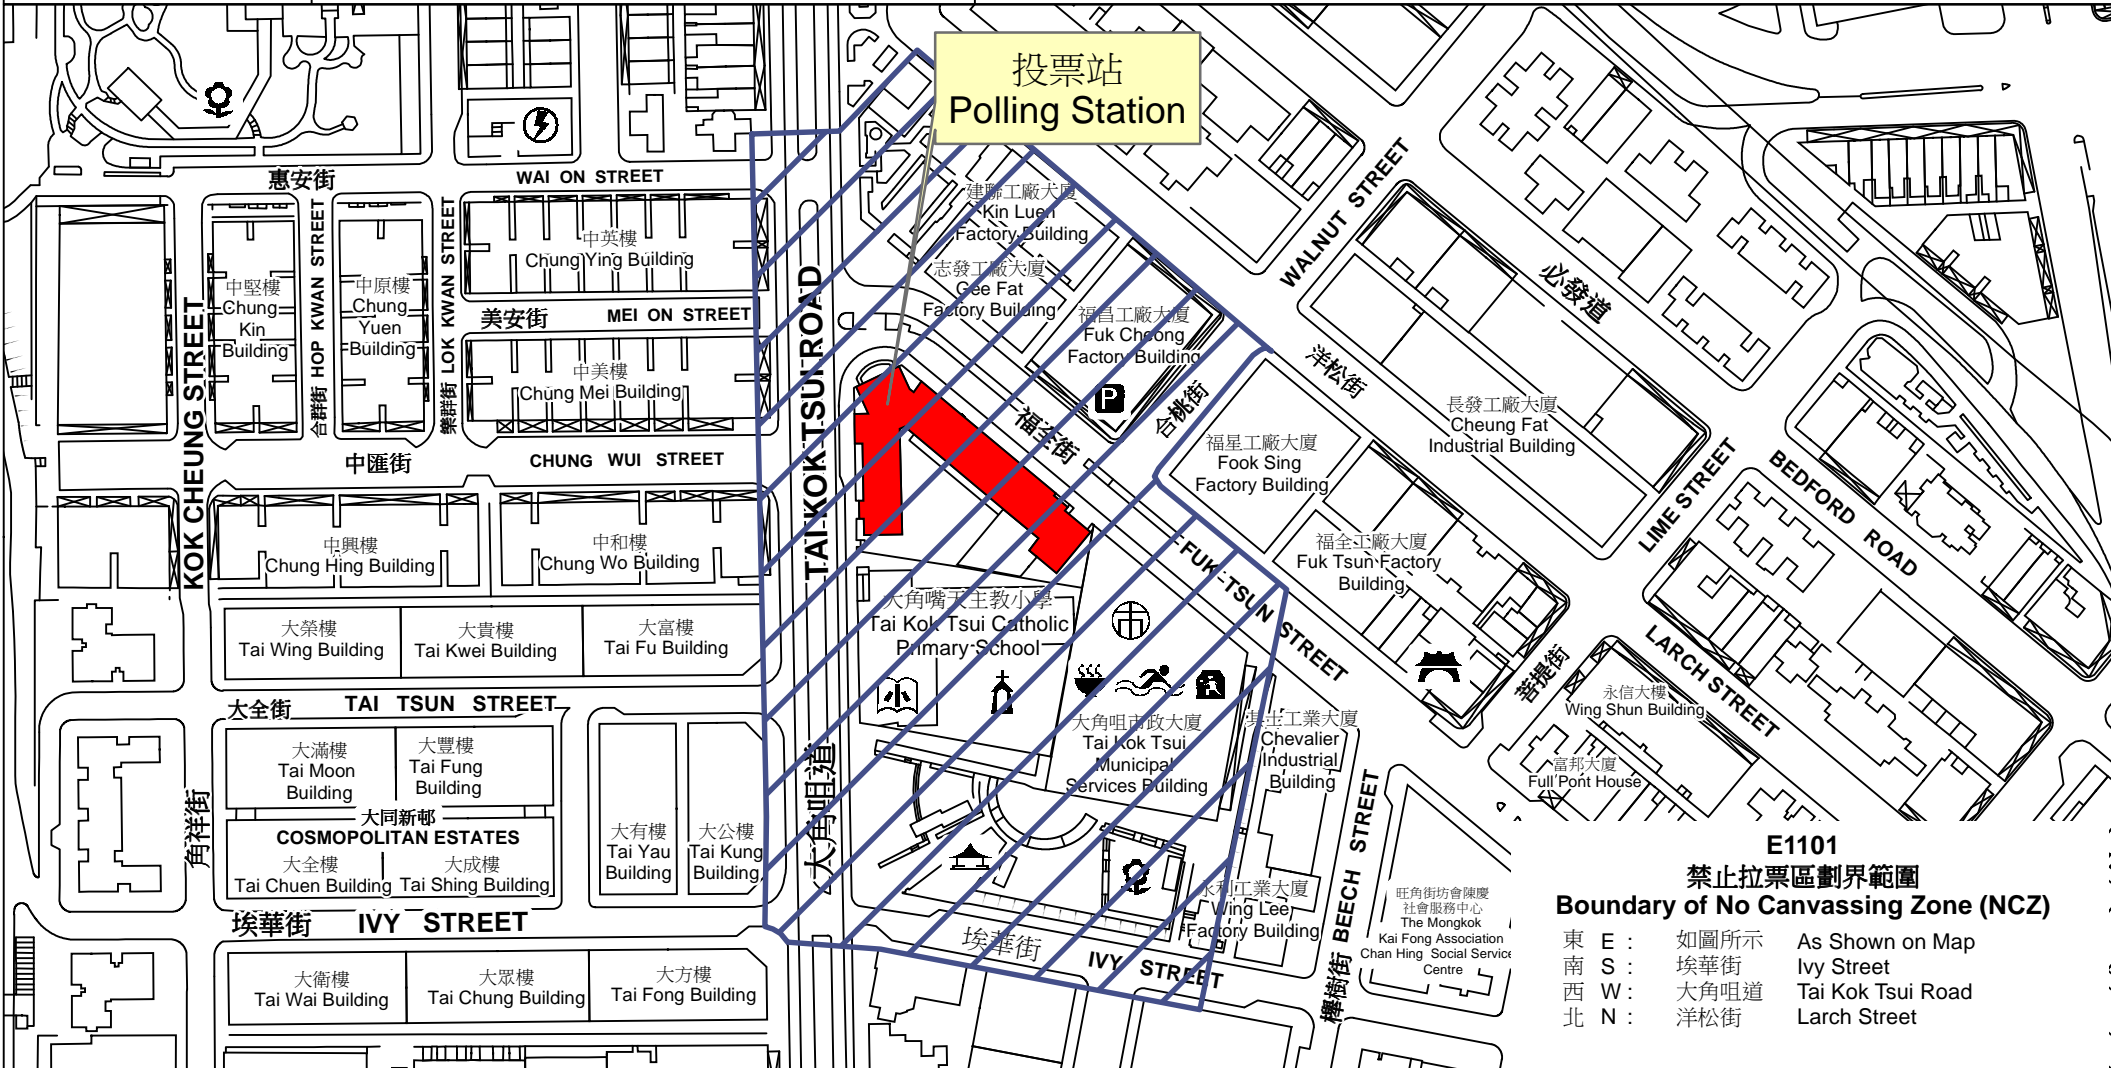 投票站
Polling Station
惠安街
WAI ON STREET
建聯工廠大廈
Kin Luen
Factory Building
志發工廠大廈
Gee Fat
Factory Building
福昌工廠大廈
Fuk Cheong
Factory Building
P
中英樓
Chung Ying Building
中堅樓
Chung
Kin
Building
合群街 HOP KWAN STREET
中原樓
Chung
Yuen
Building
樂群街 LOK KWAN STREET
美安街
MEI ON STREET
中美樓
Chung Mei Building
KOK CHEUNG STREET
角祥街
TAI KOK TSUI ROAD
大角咀道
中匯街
CHUNG WUI STREET
中興樓
Chung Hing Building
中和樓
Chung Wo Building
大榮樓
Tai Wing Building
大貴樓
Tai Kwei Building
大富樓
Tai Fu Building
大全街
TAI TSUN STREET
大滿樓
Tai Moon
Building
大豐樓
Tai Fung
Building
大同新邨
COSMOPOLITAN ESTATES
大全樓
Tai Chuen Building
大成樓
Tai Shing Building
大有樓
Tai Yau
Building
大公樓
Tai Kung
Building
埃華街
IVY STREET
大衛樓
Tai Wai Building
大眾樓
Tai Chung Building
大方樓
Tai Fong Building
福全街
FUK TSUN STREET
合桃街
WALNUT STREET
洋松街
LARCH STREET
必發道
BEDFORD ROAD
LIME STREET
菩提街
長發工廠大廈
Cheung Fat
Industrial Building
福星工廠大廈
Fook Sing
Factory Building
福全工廠大廈
Fuk Tsun Factory
Building
大角嘴天主教小學
Tai Kok Tsui Catholic
Primary School
大角咀市政大廈
Tai Kok Tsui
Municipal
Services Building
其士工業大廈
Chevalier
Industrial
Building
永利工業大廈
Wing Lee
Factory Building
櫸樹街 BEECH STREET
埃華街
IVY STREET
永信大樓
Wing Shun Building
富邦大廈
Full Pont House
旺角街坊會陳慶
社會服務中心
The Mongkok
Kai Fong Association
Chan Hing Social Service
Centre
E1101
禁止拉票區劃界範圍
Boundary of No Canvassing Zone (NCZ)
東 E : 如圖所示 As Shown on Map
南 S : 埃華街 Ivy Street
西 W : 大角咀道 Tai Kok Tsui Road
北 N : 洋松街 Larch Street